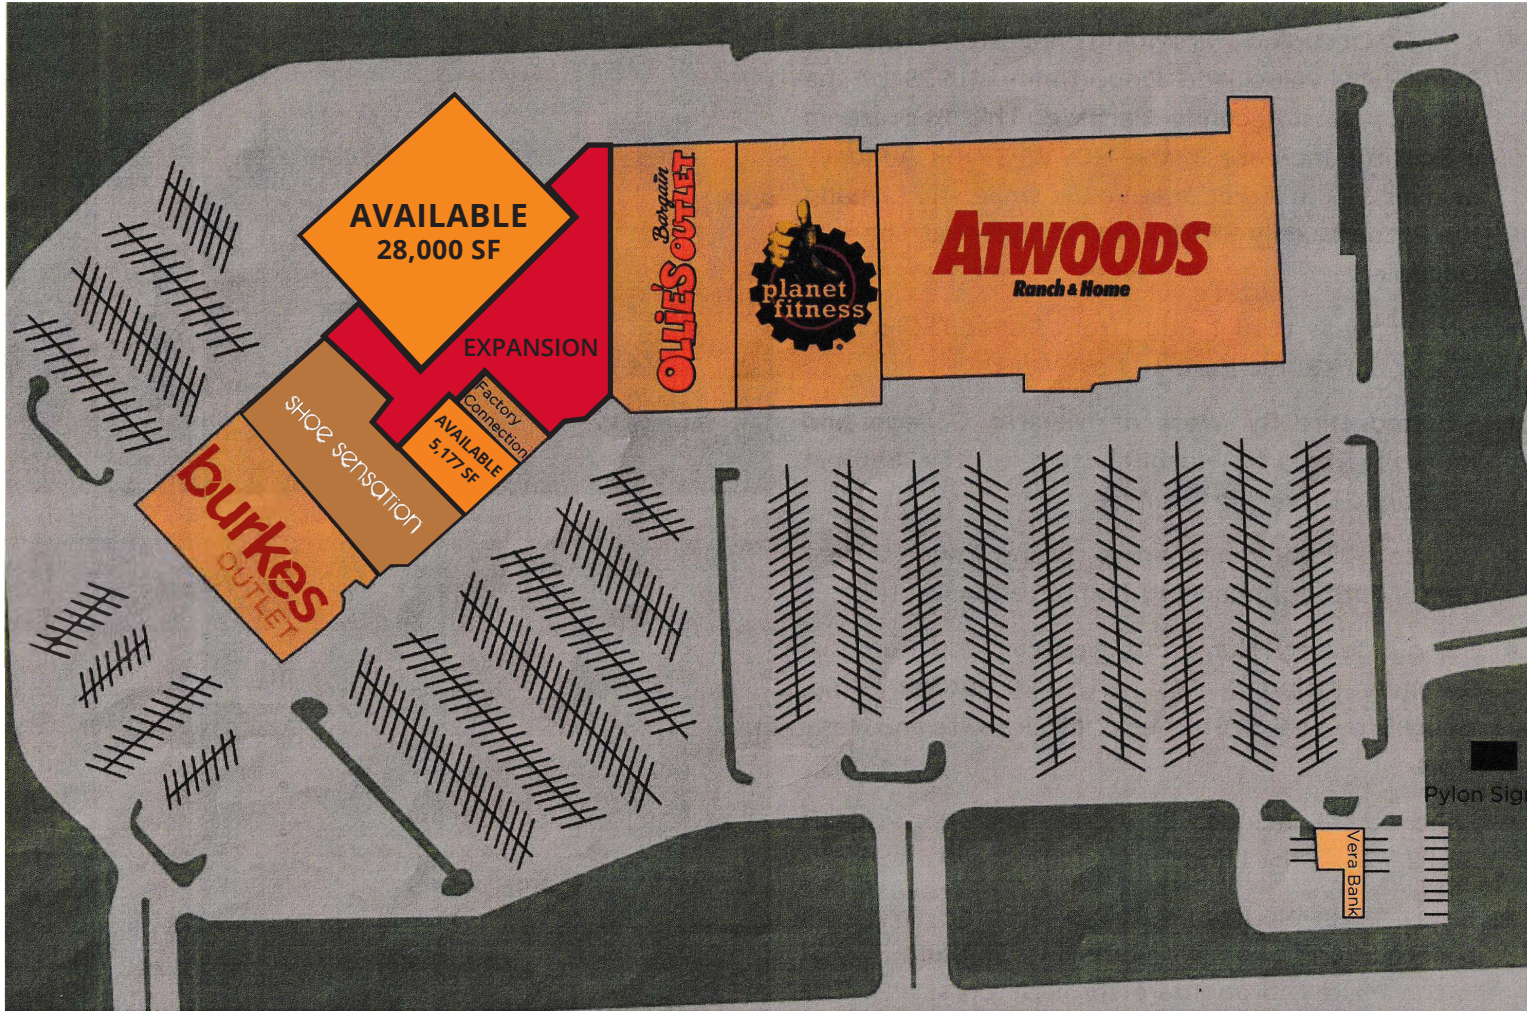 AVAILABLE
28,000 SF
EXPANSION
Factory
Connection
AVAILABLE
5,177 SF
SHOE SENSATION
burkes
OUTLET
Bargain
OLLIE'S OUTLET
planet
fitness
ATWOODS
Ranch & Home
Pylon Sign
Vera Bank